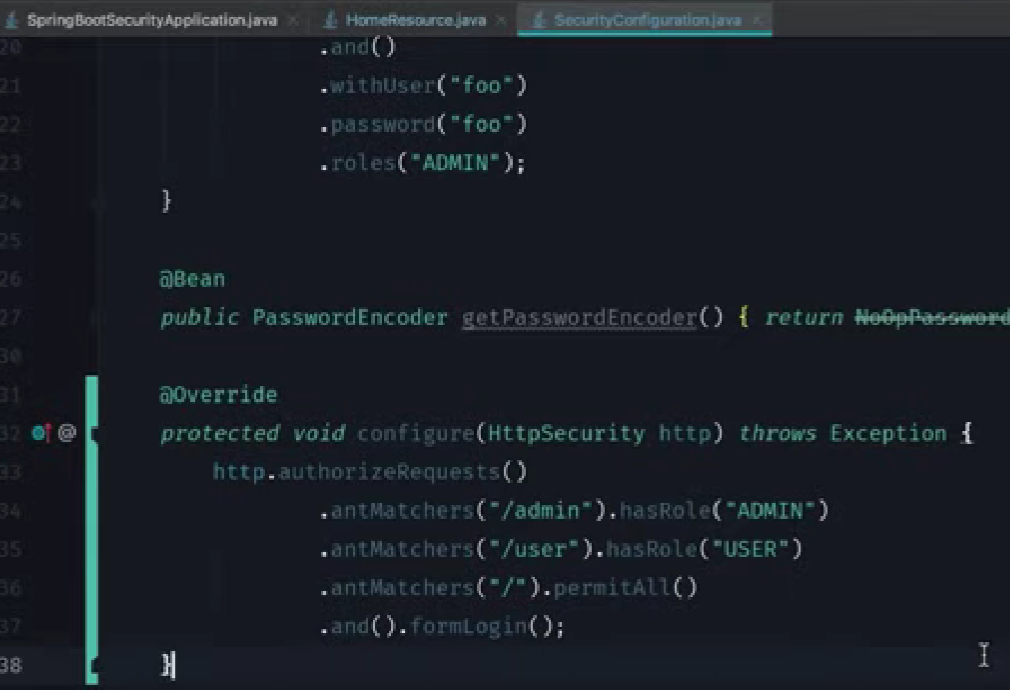 SpringBootSecurityApplication.java HomeResource.java SecurityConfiguration.java
20 .and()
21 .withUser("foo")
22 .password("foo")
23 .roles("ADMIN");
24 }
25
26 @Bean
27 public PasswordEncoder getPasswordEncoder() { return NoOpPassword
30
31 @Override
32 @ protected void configure(HttpSecurity http) throws Exception {
33 http.authorizeRequests()
34 .antMatchers("/admin").hasRole("ADMIN")
35 .antMatchers("/user").hasRole("USER")
36 .antMatchers("/").permitAll()
37 .and().formLogin();
38 }